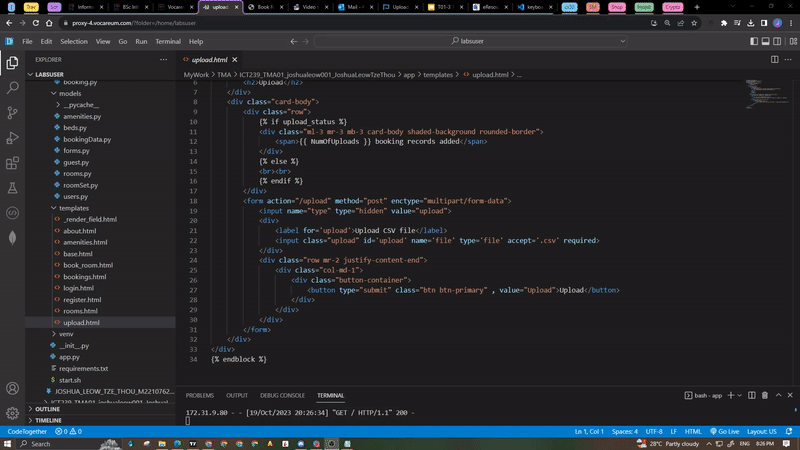 Trav
Sch
Inform
BSc in
Vocare
upload
Book
Video
Mail -
Upload
T01-3
eReso
keyboa
Shop
Invest
Crypto
proxy-4.vocareum.com/?folder=/home/labsuser
File Edit Selection View Go Run Terminal Help
labsuser
EXPLORER
LABSUSER
booking.py
models
__pycache__
amenities.py
beds.py
bookingData.py
forms.py
guest.py
rooms.py
roomSet.py
users.py
templates
_render_field.html
about.html
amenities.html
base.html
book_room.html
bookings.html
login.html
register.html
rooms.html
upload.html
venv
__init__.py
app.py
requirements.txt
start.sh
JOSHUA_LEOW_TZE_THOU_M2210762...
ICT239_TMA01_joshualeow001_JoshuaL...
OUTLINE
TIMELINE
upload.html
MyWork > TMA > ICT239_TMA01_joshualeow001_JoshuaLeowTzeThou > app > templates > upload.html > ...
6 <h2>Upload</h2>
7 </div>
8 <div class="card-body">
9 <div class="row">
10 {% if upload_status %}
11 <div class="ml-3 mr-3 mb-3 card-body shaded-background rounded-border">
12 <span>{{ NumOfUploads }} booking records added</span>
13 </div>
14 {% else %}
15 <br><br>
16 {% endif %}
17 </div>
18 <form action="/upload" method="post" enctype="multipart/form-data">
19 <input name="type" type="hidden" value="upload">
20 <div>
21 <label for='upload'>Upload CSV file</label>
22 <input class="upload" id='upload' name='file' type='file' accept='.csv' required>
23 </div>
24 <div class="row mr-2 justify-content-end">
25 <div class="col-md-1">
26 <div class="button-container">
27 <button type="submit" class="btn btn-primary" , value="Upload">Upload</button>
28 </div>
29 </div>
30 </div>
31 </form>
32 </div>
33 </div>
34 {% endblock %}
PROBLEMS OUTPUT DEBUG CONSOLE TERMINAL
bash - app
172.31.9.80 - - [19/Oct/2023 20:26:34] "GET / HTTP/1.1" 200 -
CodeTogether 0 0
Ln 1, Col 1 Spaces: 4 UTF-8 LF HTML Go Live Layout: US
Search
28°C Partly cloudy
ENG 8:26 PM